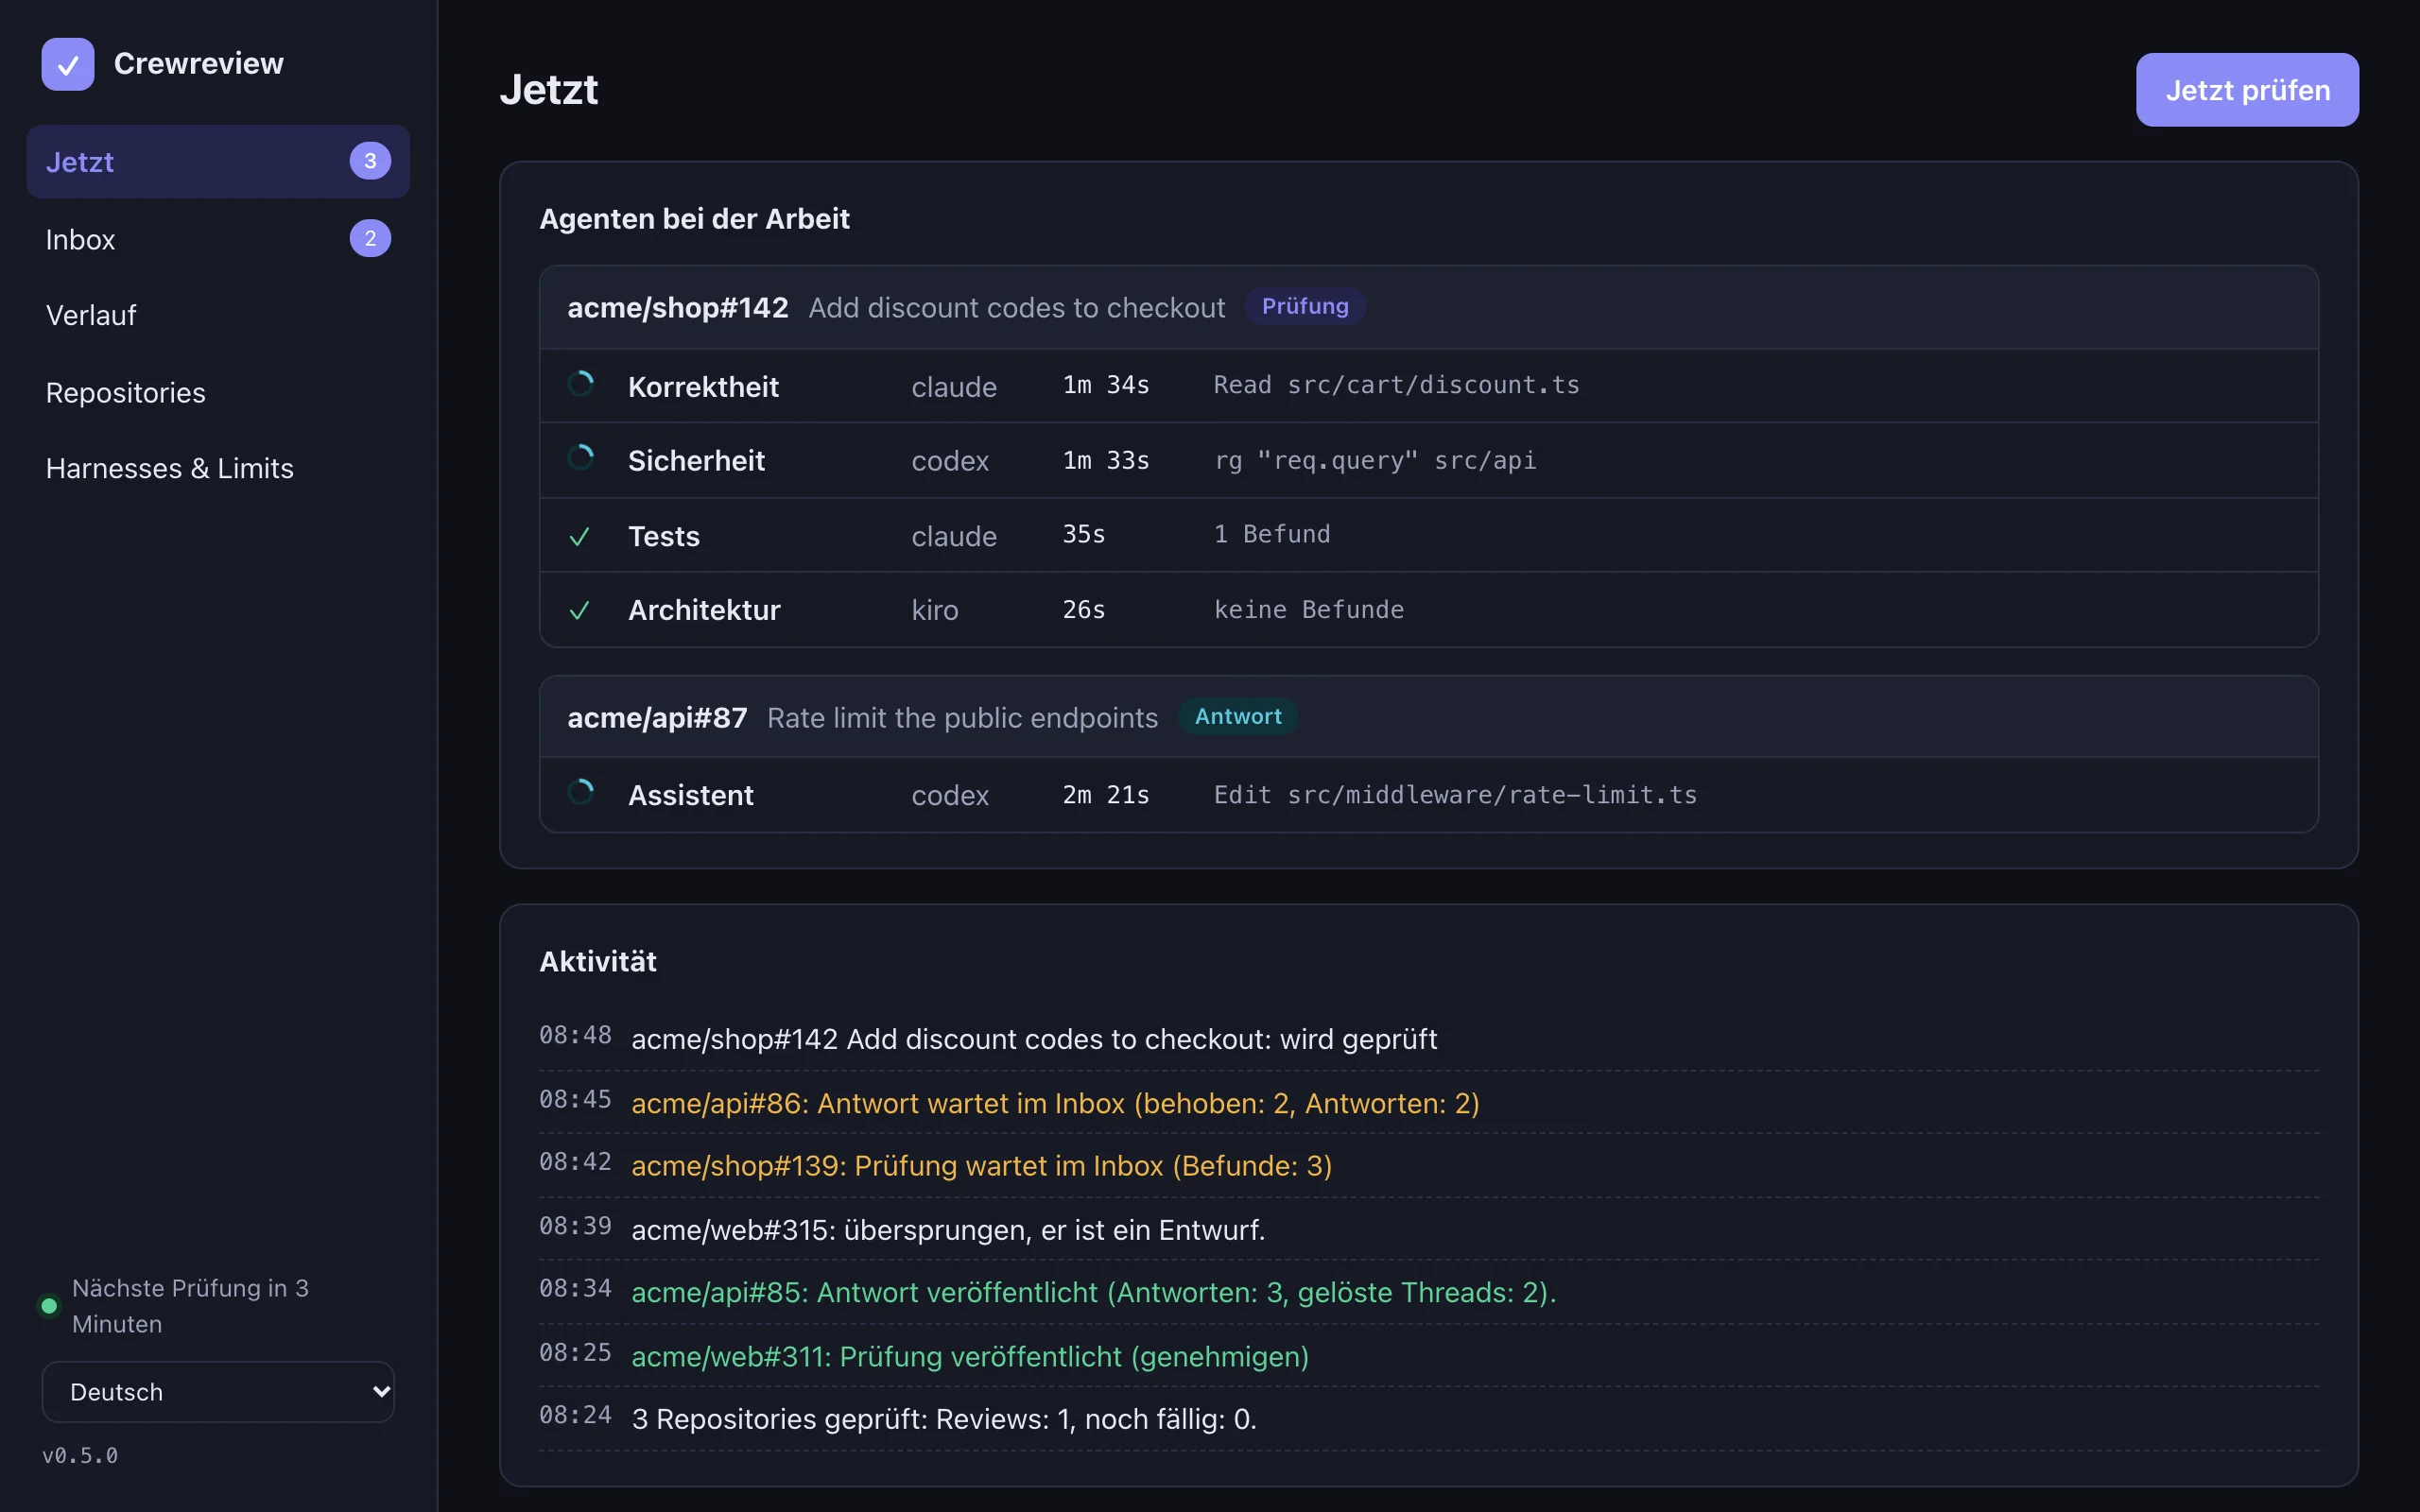 Crewreview
Jetzt 3
Inbox 2
Verlauf
Repositories
Harnesses & Limits
Nächste Prüfung in 3
Minuten
Deutsch
v0.5.0
Jetzt
Jetzt prüfen
Agenten bei der Arbeit
acme/shop#142 Add discount codes to checkout Prüfung
Korrektheit claude 1m 34s Read src/cart/discount.ts
Sicherheit codex 1m 33s rg "req.query" src/api
Tests claude 35s 1 Befund
Architektur kiro 26s keine Befunde
acme/api#87 Rate limit the public endpoints Antwort
Assistent codex 2m 21s Edit src/middleware/rate-limit.ts
Aktivität
08:48 acme/shop#142 Add discount codes to checkout: wird geprüft
08:45 acme/api#86: Antwort wartet im Inbox (behoben: 2, Antworten: 2)
08:42 acme/shop#139: Prüfung wartet im Inbox (Befunde: 3)
08:39 acme/web#315: übersprungen, er ist ein Entwurf.
08:34 acme/api#85: Antwort veröffentlicht (Antworten: 3, gelöste Threads: 2).
08:25 acme/web#311: Prüfung veröffentlicht (genehmigen)
08:24 3 Repositories geprüft: Reviews: 1, noch fällig: 0.